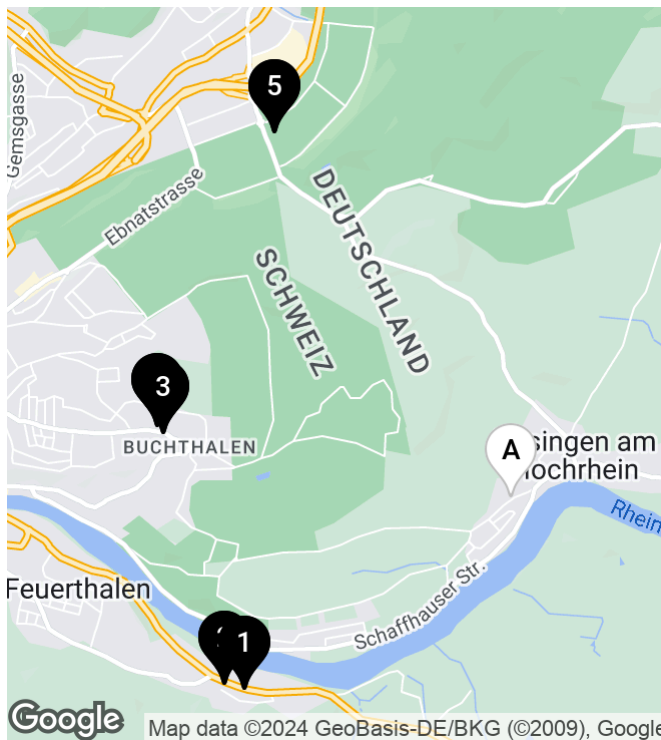 5
Gemsgasse
Ebnatstrasse
DEUTSCHLAND
SCHWEIZ
3
BUCHTHALEN
A
singen am
Hochrhein
Rhein
Feuerthalen
Schaffhauser Str.
1
Google
Map data ©2024 GeoBasis-DE/BKG (©2009), Google